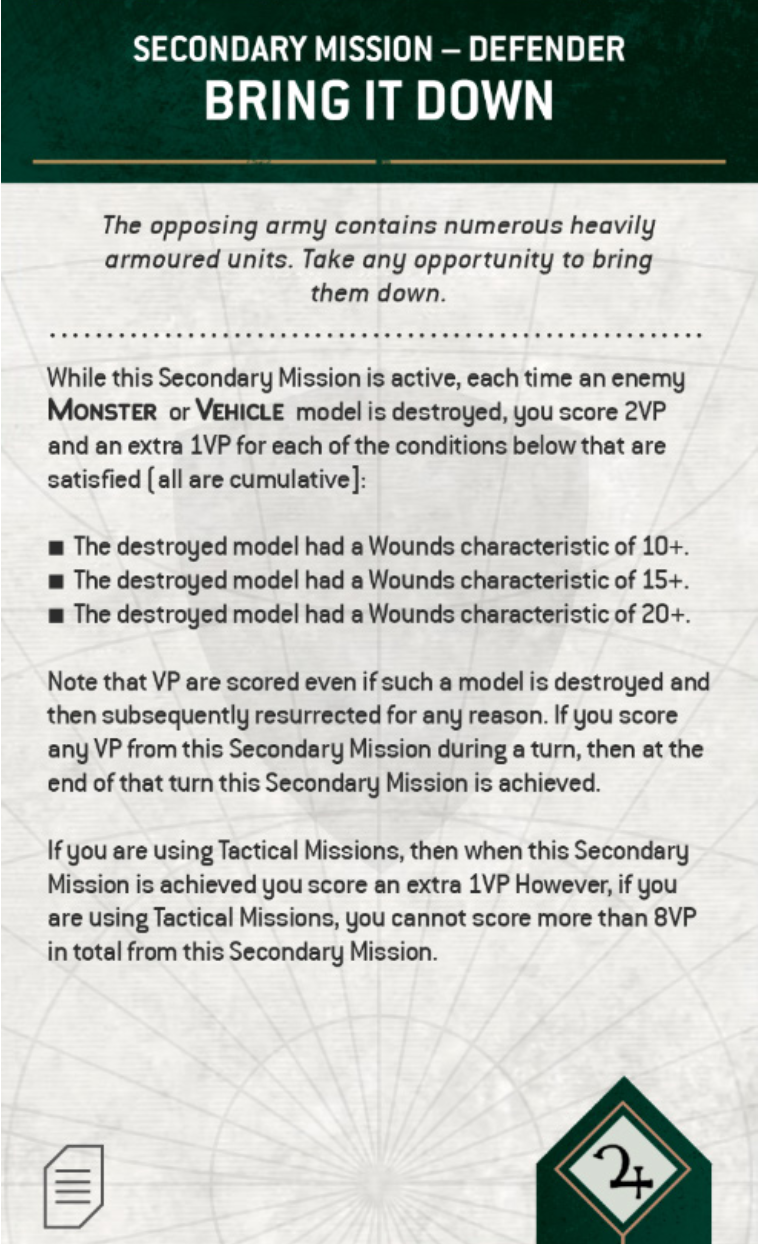 SECONDARY MISSION – DEFENDER
BRING IT DOWN
The opposing army contains numerous heavily
armoured units. Take any opportunity to bring
them down.
While this Secondary Mission is active, each time an enemy
MONSTER or VEHICLE model is destroyed, you score 2VP
and an extra 1VP for each of the conditions below that are
satisfied [all are cumulative]:
■ The destroyed model had a Wounds characteristic of 10+.
■ The destroyed model had a Wounds characteristic of 15+.
■ The destroyed model had a Wounds characteristic of 20+.
Note that VP are scored even if such a model is destroyed and
then subsequently resurrected for any reason. If you score
any VP from this Secondary Mission during a turn, then at the
end of that turn this Secondary Mission is achieved.
If you are using Tactical Missions, then when this Secondary
Mission is achieved you score an extra 1VP However, if you
are using Tactical Missions, you cannot score more than 8VP
in total from this Secondary Mission.